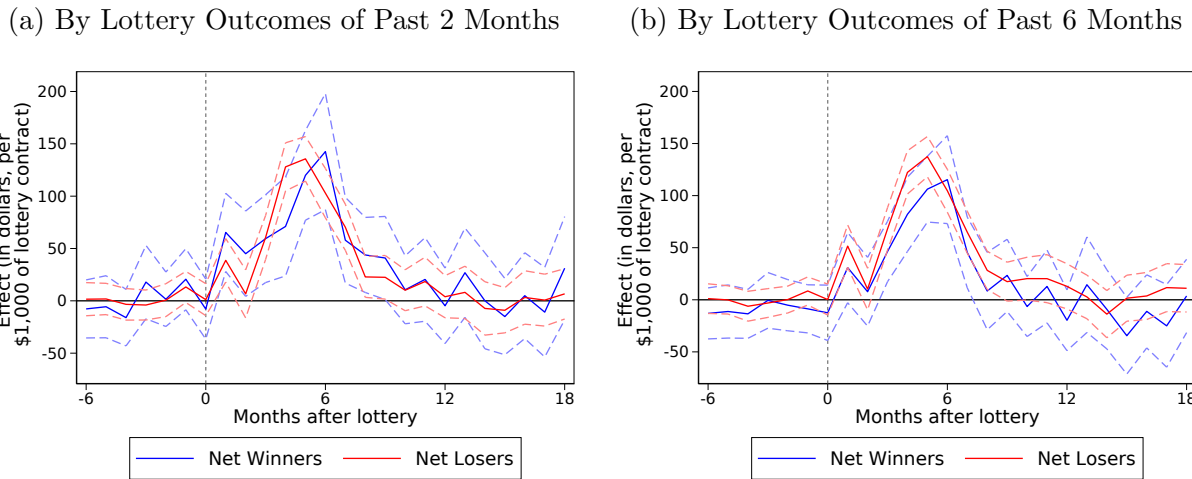 (a) By Lottery Outcomes of Past 2 Months
Effect (in dollars, per
$1,000 of lottery contract)
200
150
100
50
0
-50
-6
0
6
12
18
Months after lottery
Net Winners
Net Losers
(b) By Lottery Outcomes of Past 6 Months
Effect (in dollars, per
$1,000 of lottery contract)
200
150
100
50
0
-50
-6
0
6
12
18
Months after lottery
Net Winners
Net Losers